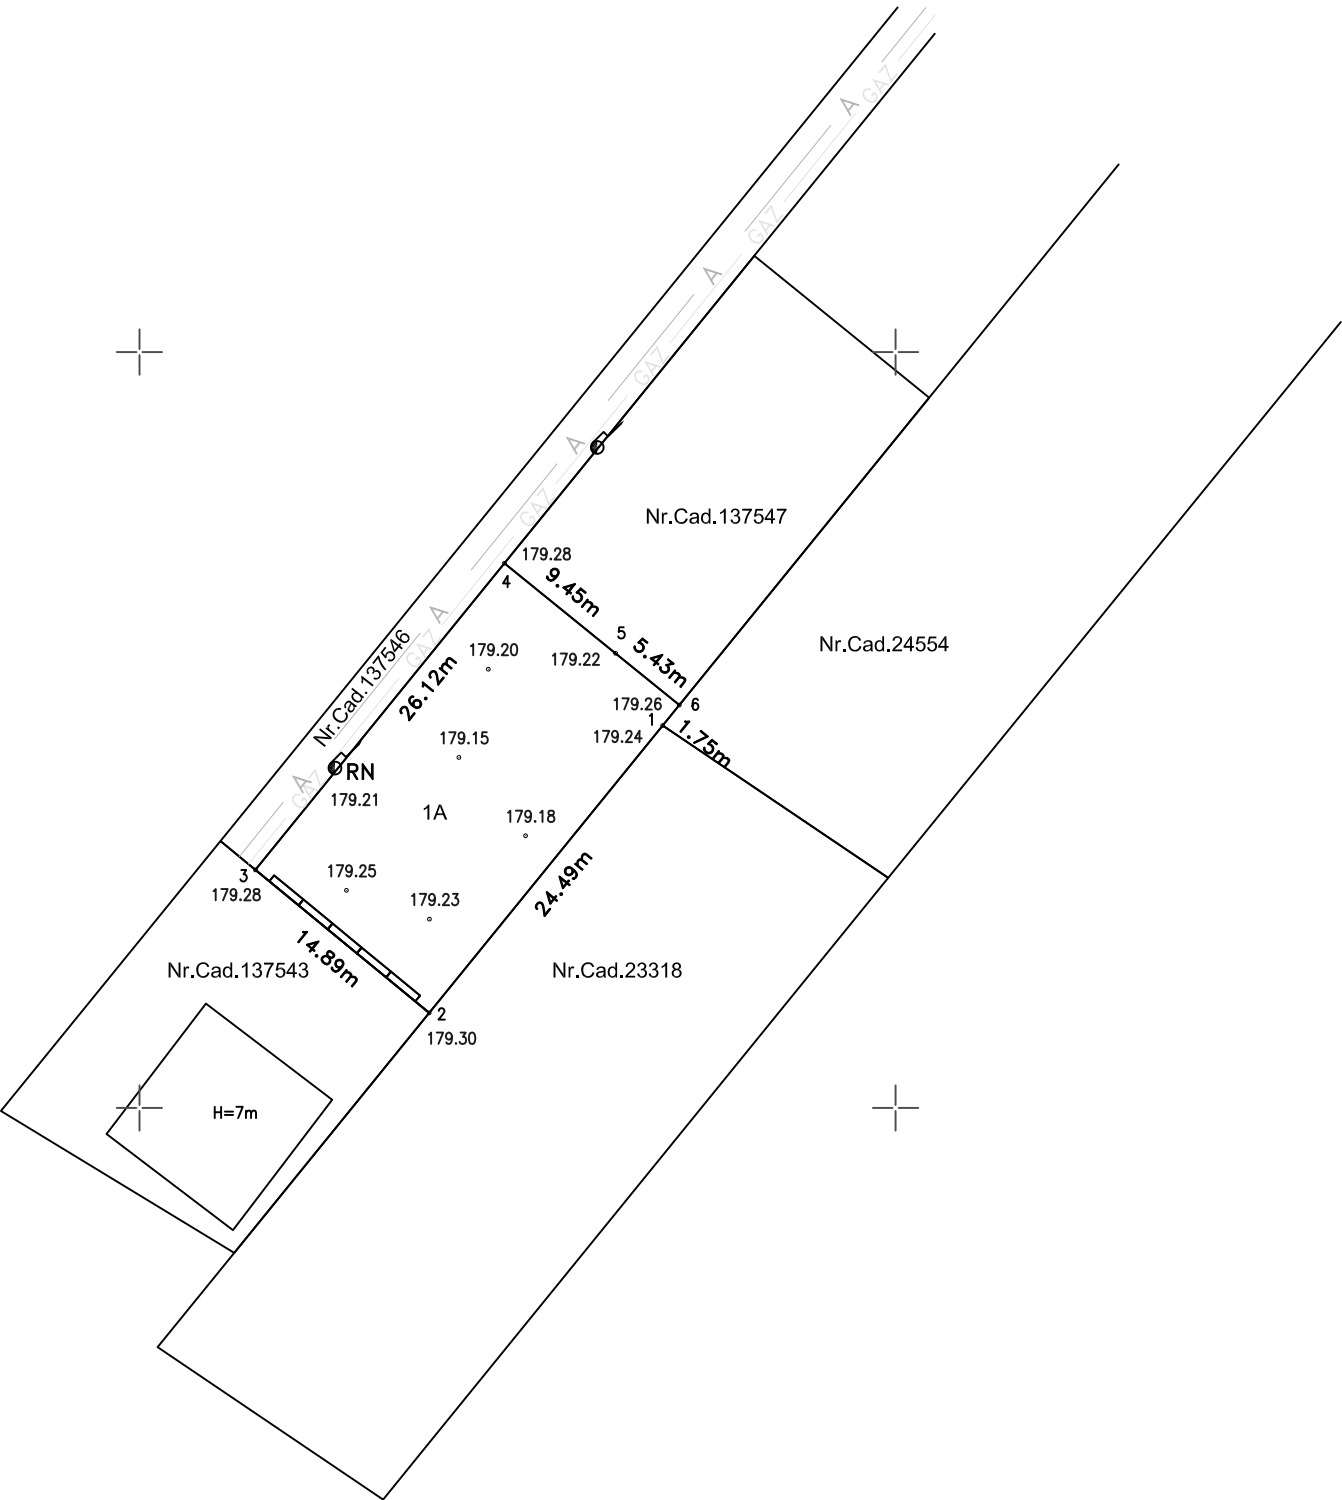 A
GAZ
GAZ
A
GAZ
A
GAZ
Nr.Cad.137547
179.28
4
9.45m
A
5
5.43m
Nr.Cad.137546
GAZ
179.20
179.22
Nr.Cad.24554
26.12m
179.26
6
1
1.75m
179.15
179.24
RN
A
GAZ
179.21
1A
179.18
3
179.25
179.28
179.23
24.49m
14.89m
Nr.Cad.137543
Nr.Cad.23318
2
179.30
H=7m